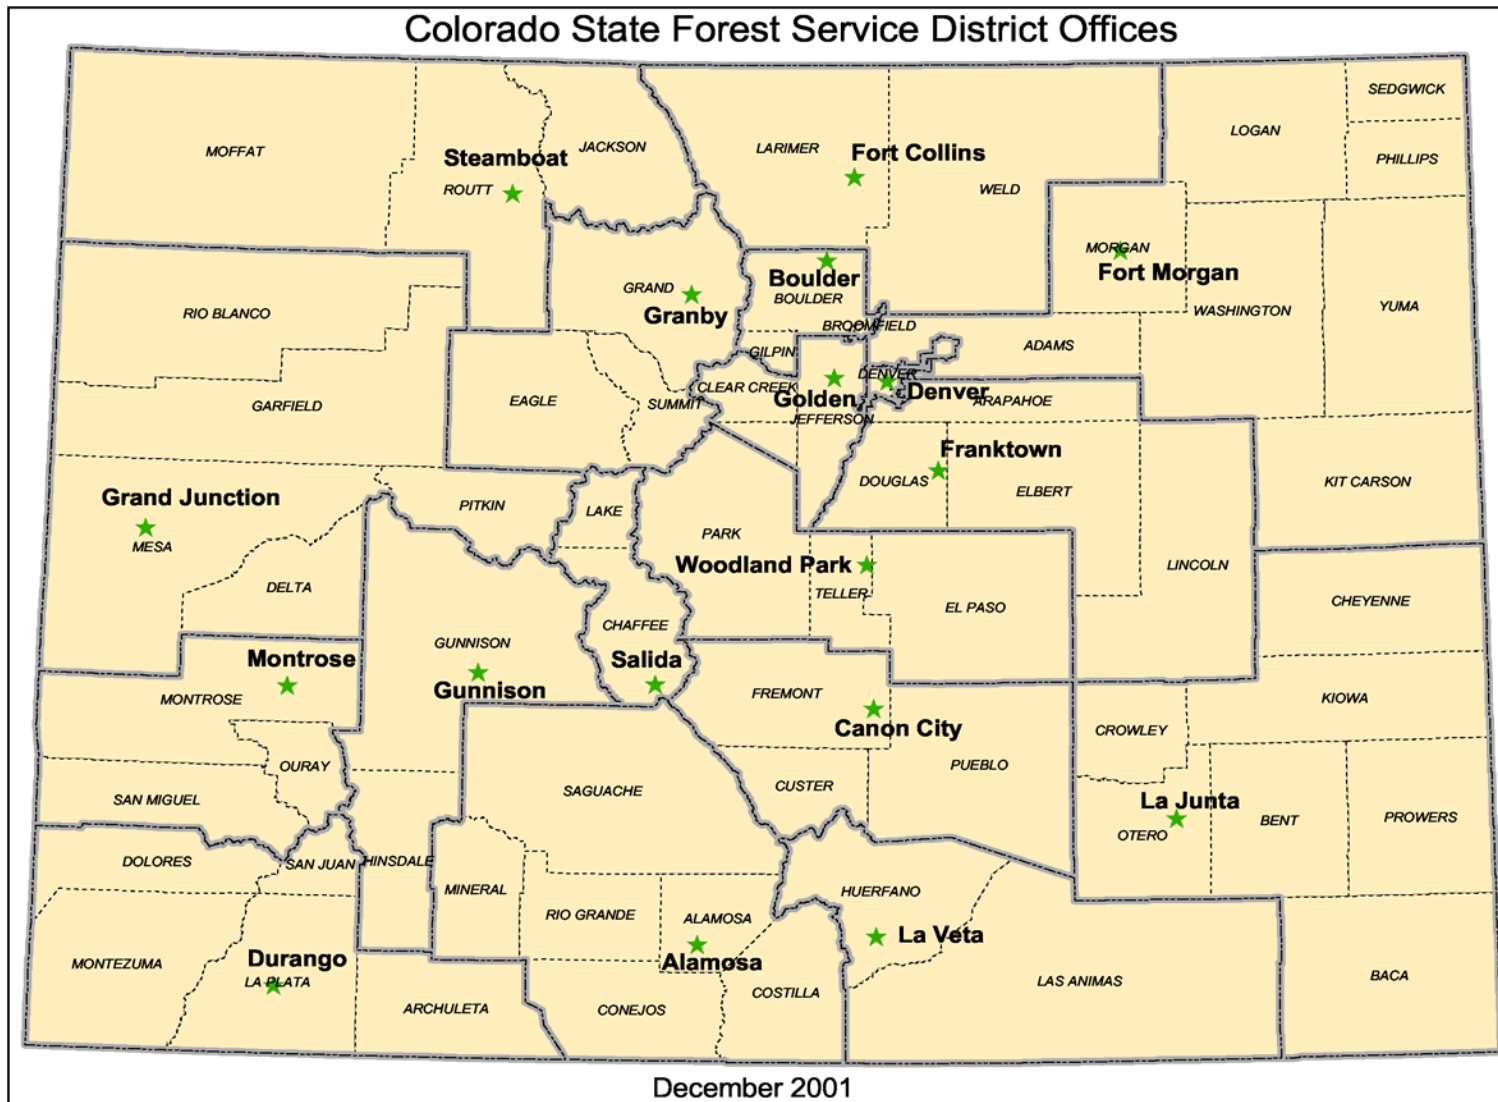 Colorado State Forest Service District Offices
SEDGWICK
LOGAN
MOFFAT
Steamboat
JACKSON
LARIMER
Fort Collins
PHILLIPS
ROUTT
WELD
MORGAN
Fort Morgan
Boulder
BOULDER
GRAND
Granby
RIO BLANCO
WASHINGTON
YUMA
BROOMFIELD
ADAMS
GILPIN
DENVER
Denver
CLEAR CREEK
Golden
JEFFERSON
ARAPAHOE
GARFIELD
EAGLE
SUMMIT
Franktown
DOUGLAS
ELBERT
KIT CARSON
Grand Junction
MESA
PITKIN
LAKE
PARK
Woodland Park
TELLER
LINCOLN
DELTA
EL PASO
CHEYENNE
CHAFFEE
GUNNISON
Gunnison
Montrose
MONTROSE
Salida
FREMONT
Canon City
KIOWA
CROWLEY
OURAY
PUEBLO
SAN MIGUEL
SAGUACHE
CUSTER
La Junta
OTERO
BENT
PROWERS
DOLORES
SAN JUAN
HINSDALE
MINERAL
HUERFANO
RIO GRANDE
ALAMOSA
Alamosa
La Veta
MONTEZUMA
Durango
LA PLATA
ARCHULETA
CONEJOS
COSTILLA
LAS ANIMAS
BACA
December 2001